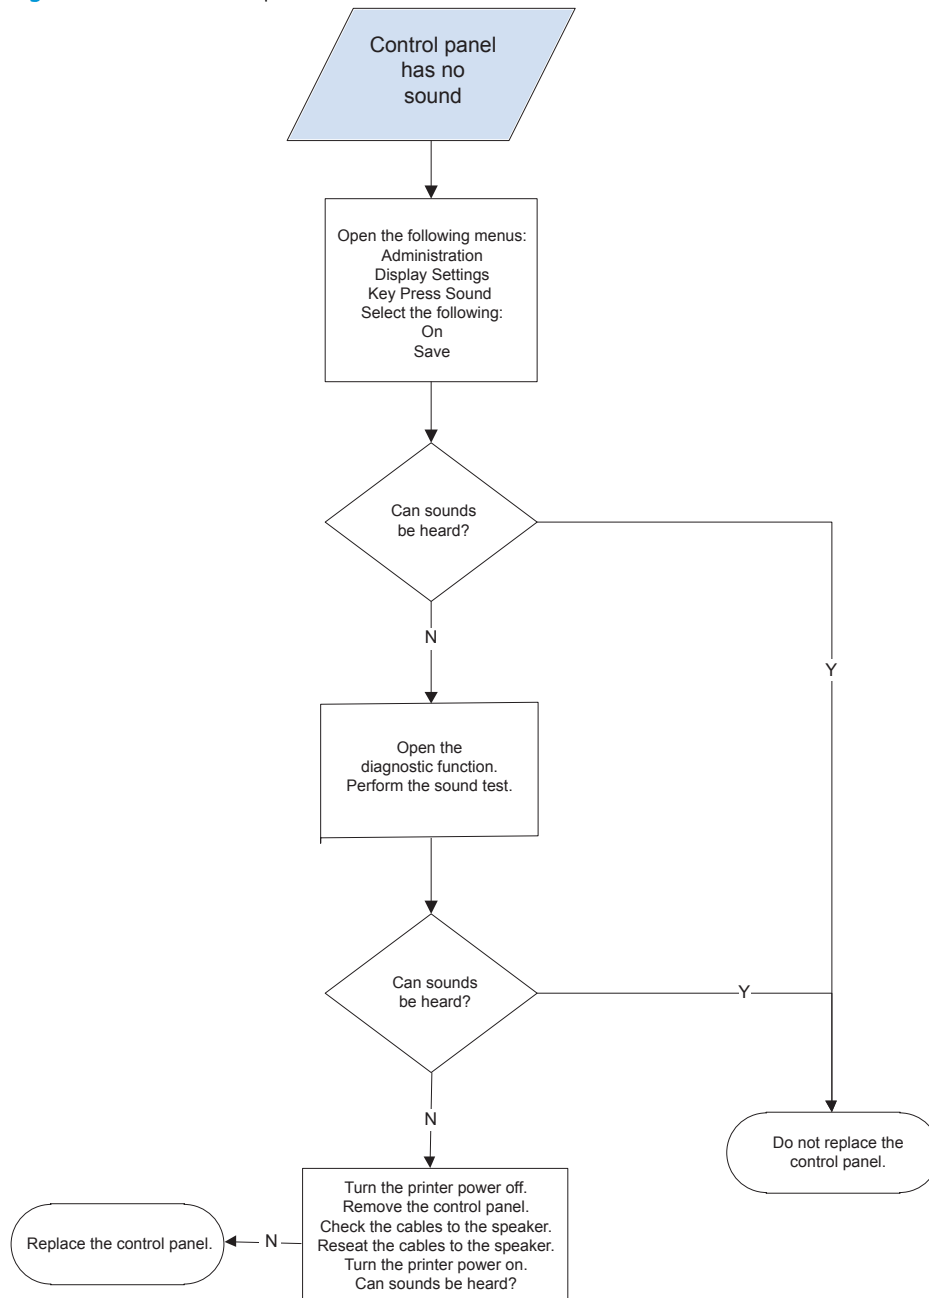 Control panel
has no
sound
Open the following menus:
Administration
Display Settings
Key Press Sound
Select the following:
On
Save
Can sounds
be heard?
N
Y
Open the
diagnostic function.
Perform the sound test.
Can sounds
be heard?
Y
N
Do not replace the
control panel.
Turn the printer power off.
Remove the control panel.
Check the cables to the speaker.
Reseat the cables to the speaker.
Turn the printer power on.
Can sounds be heard?
N
Replace the control panel.